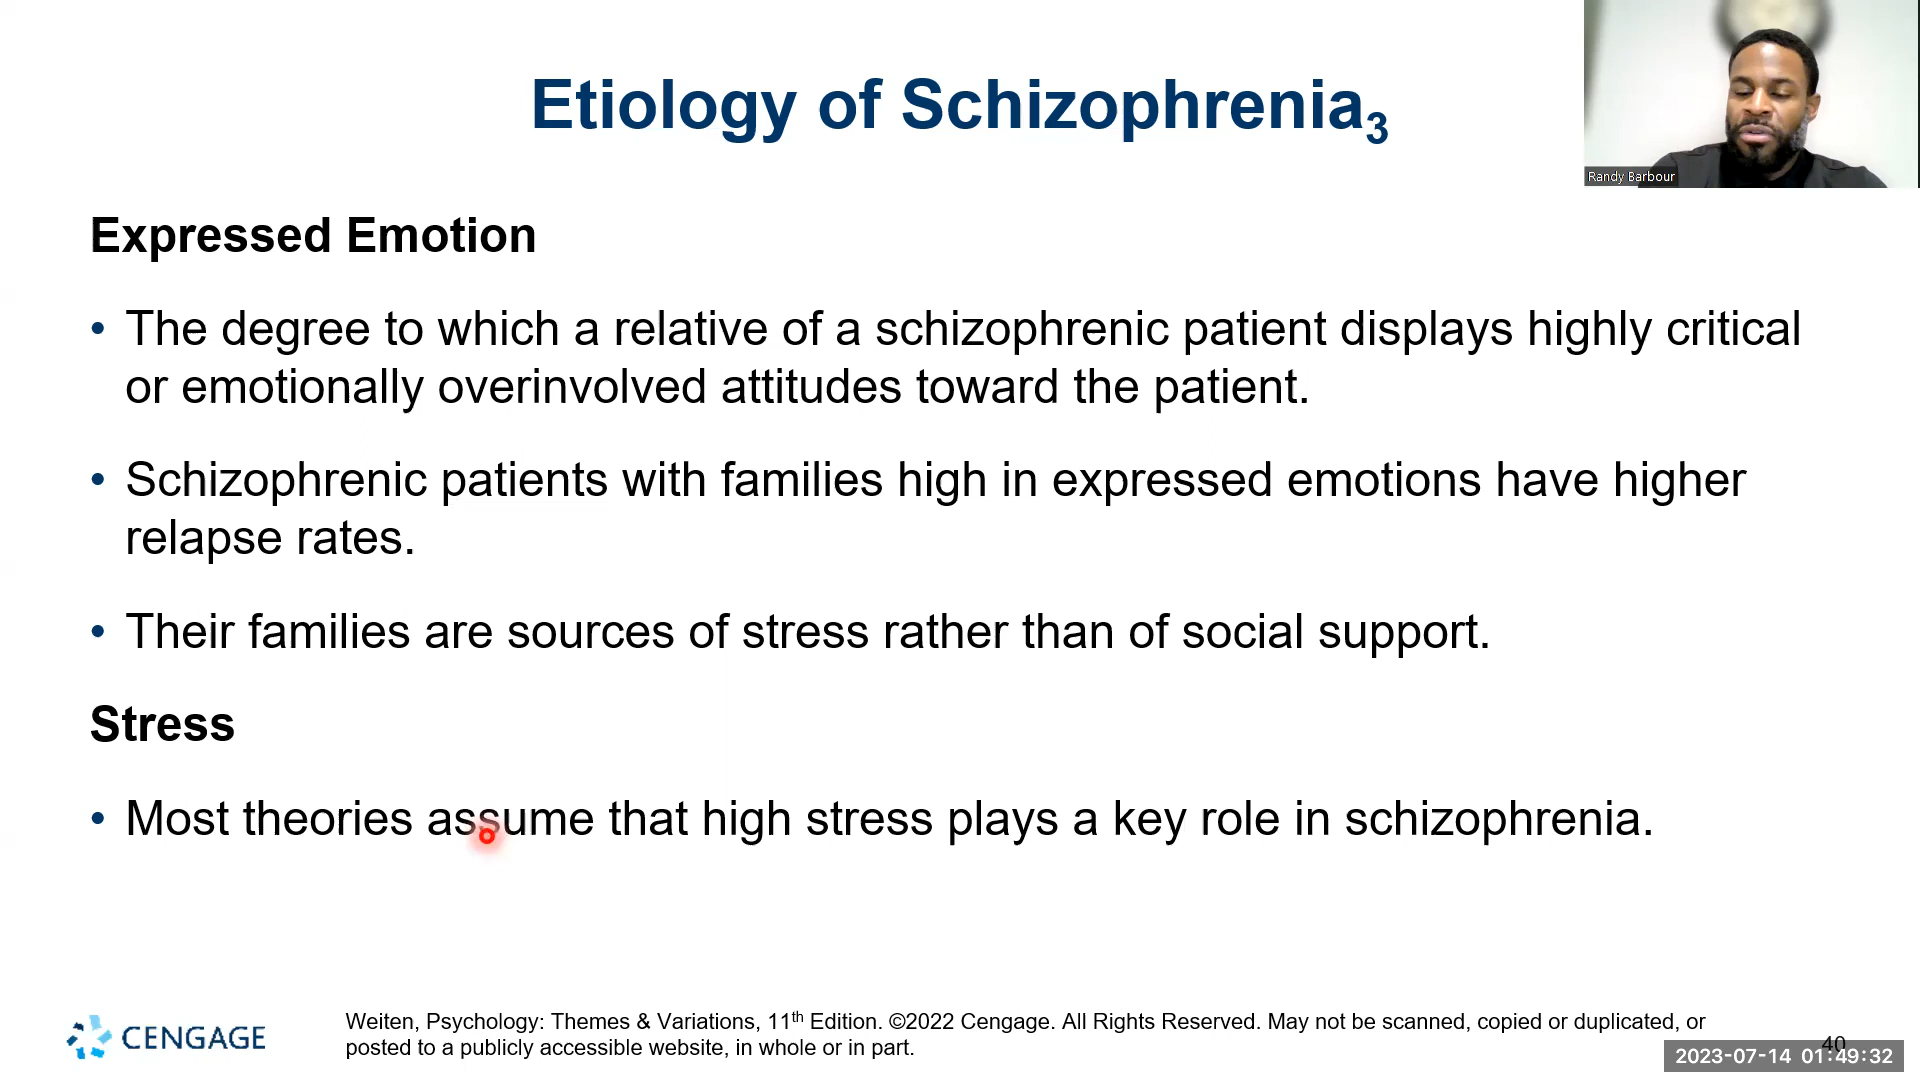 Etiology of Schizophrenia3
Randy Barbour
Expressed Emotion
• The degree to which a relative of a schizophrenic patient displays highly critical
or emotionally overinvolved attitudes toward the patient.
• Schizophrenic patients with families high in expressed emotions have higher
relapse rates.
• Their families are sources of stress rather than of social support.
Stress
• Most theories assume that high stress plays a key role in schizophrenia.
CENGAGE
Weiten, Psychology: Themes & Variations, 11th Edition. ©2022 Cengage. All Rights Reserved. May not be scanned, copied or duplicated, or
posted to a publicly accessible website, in whole or in part.
40
2023-07-14 01:49:32